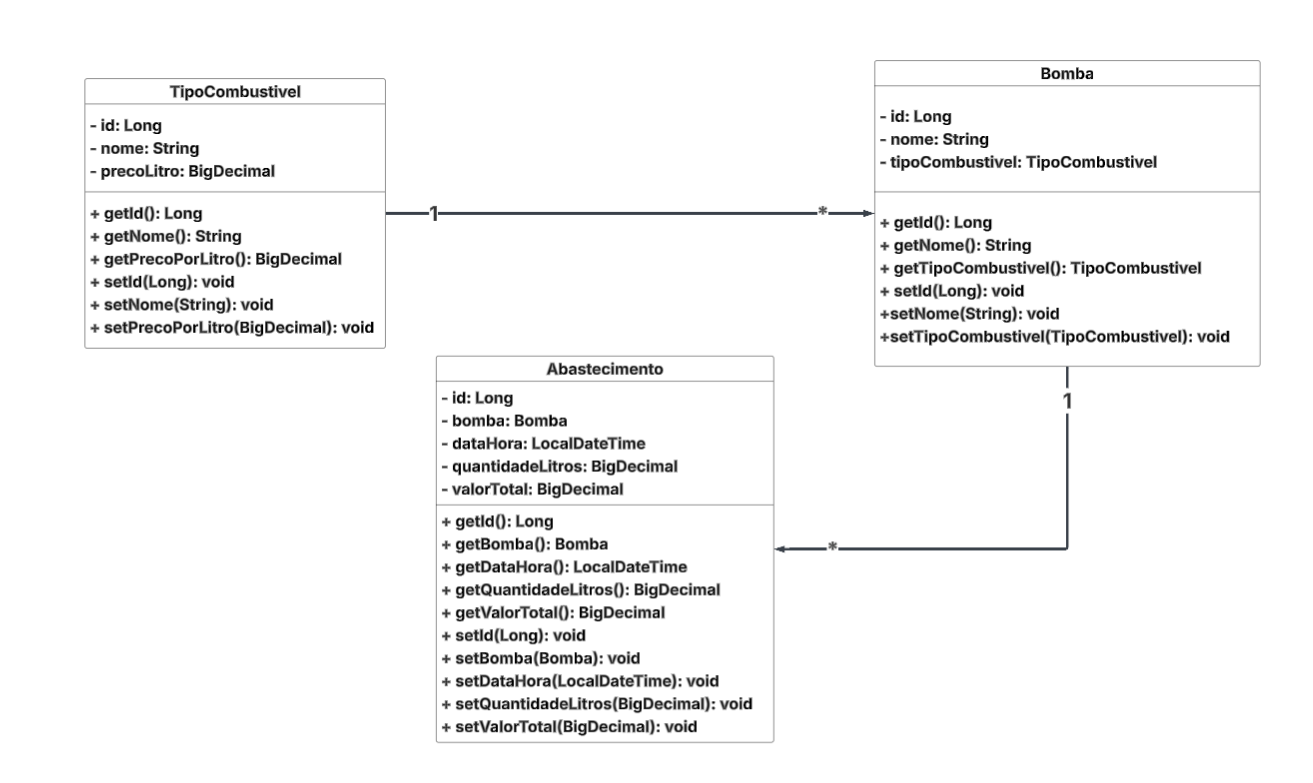 TipoCombustivel
- id: Long
- nome: String
- precoLitro: BigDecimal
+ getId(): Long
+ getNome(): String
+ getPrecoPorLitro(): BigDecimal
+ setId(Long): void
+ setNome(String): void
+ setPrecoPorLitro(BigDecimal): void
1
*
Bomba
- id: Long
- nome: String
- tipoCombustivel: TipoCombustivel
+ getId(): Long
+ getNome(): String
+ getTipoCombustivel(): TipoCombustivel
+ setId(Long): void
+setNome(String): void
+setTipoCombustivel(TipoCombustivel): void
1
*
Abastecimento
- id: Long
- bomba: Bomba
- dataHora: LocalDateTime
- quantidadeLitros: BigDecimal
- valorTotal: BigDecimal
+ getId(): Long
+ getBomba(): Bomba
+ getDataHora(): LocalDateTime
+ getQuantidadeLitros(): BigDecimal
+ getValorTotal(): BigDecimal
+ setId(Long): void
+ setBomba(Bomba): void
+ setDataHora(LocalDateTime): void
+ setQuantidadeLitros(BigDecimal): void
+ setValorTotal(BigDecimal): void